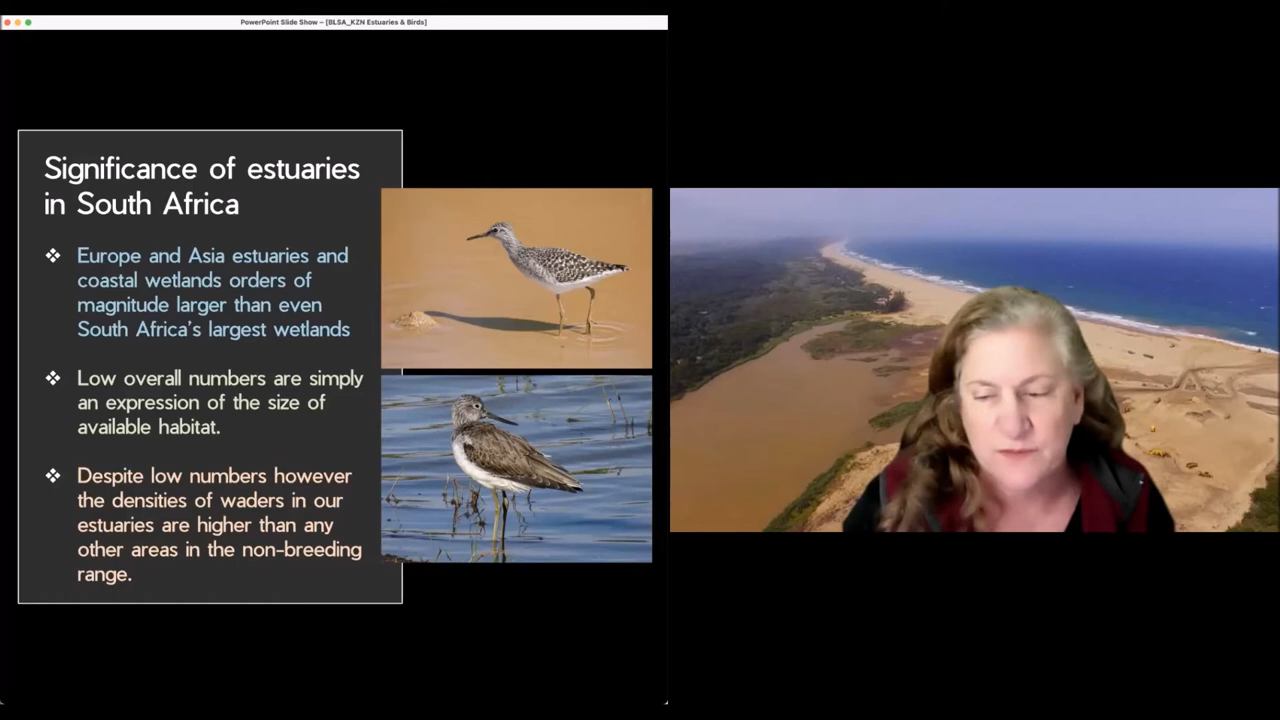 PowerPoint Slide Show – [BLSA_KZN Estuaries & Birds]
Significance of estuaries
in South Africa
❖ Europe and Asia estuaries and
coastal wetlands orders of
magnitude larger than even
South Africa's largest wetlands
❖ Low overall numbers are simply
an expression of the size of
available habitat.
❖ Despite low numbers however
the densities of waders in our
estuaries are higher than any
other areas in the non-breeding
range.